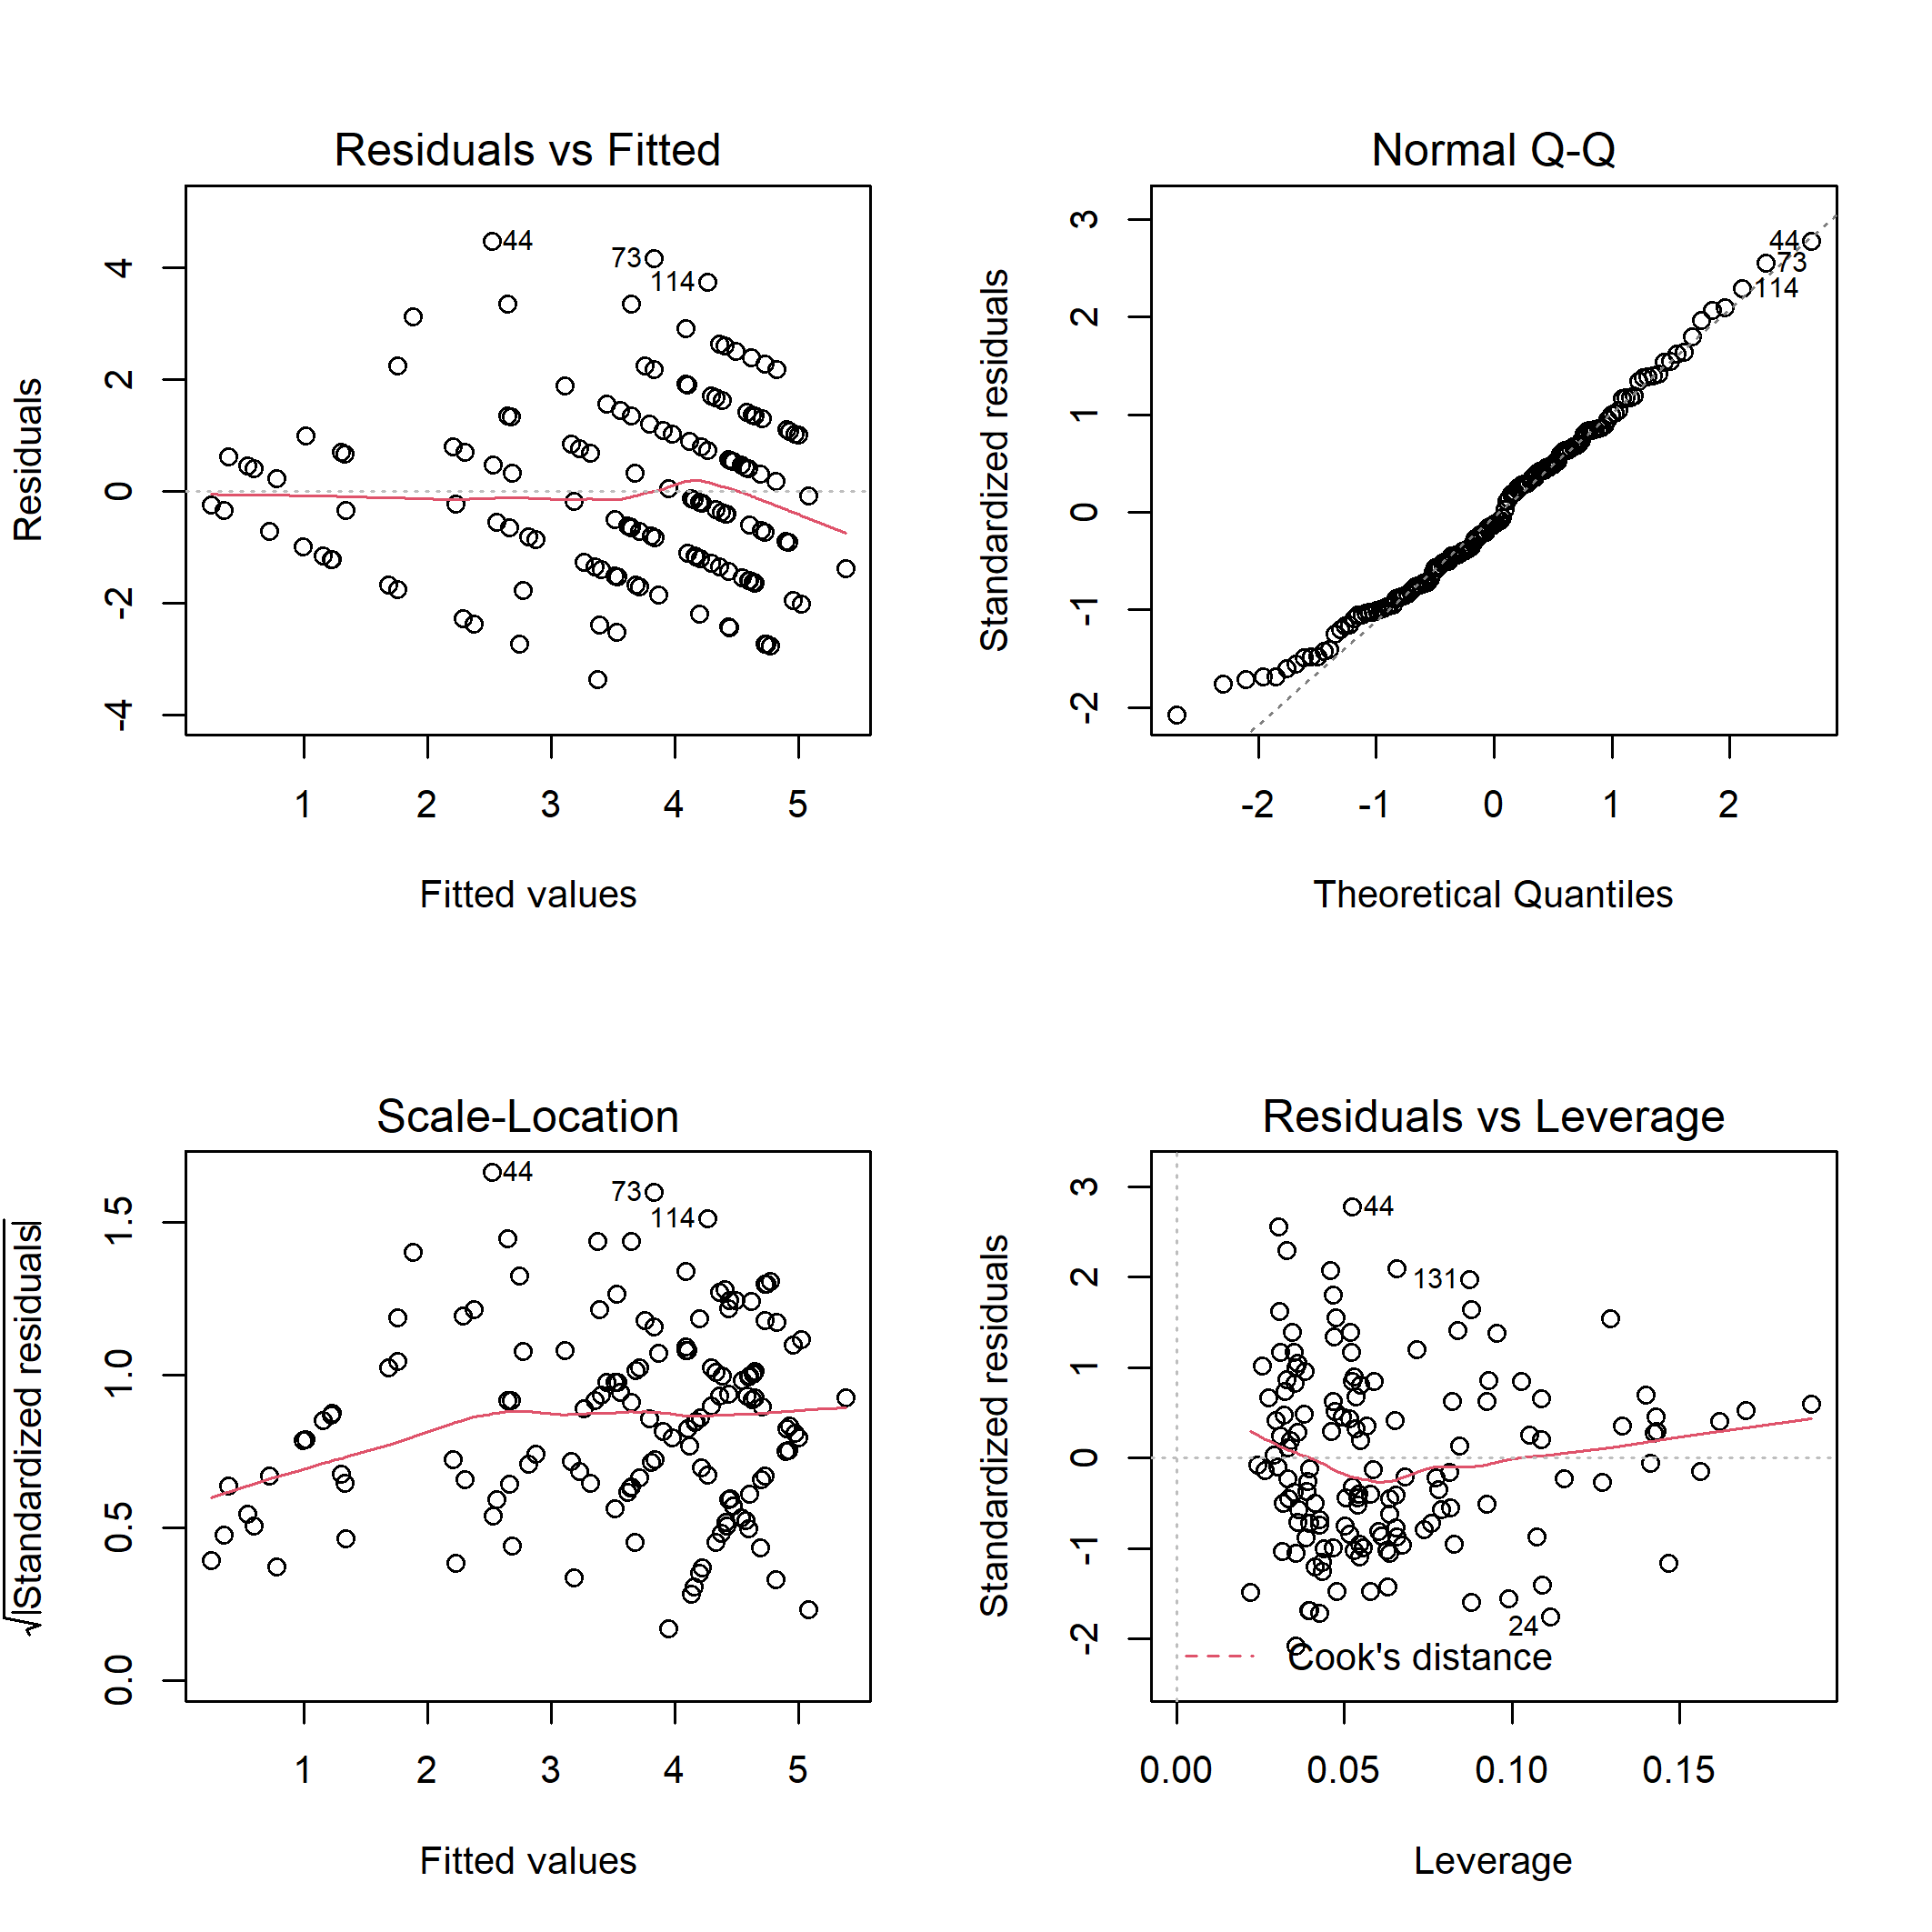 Residuals vs Fitted
Residuals
4
2
0
-2
-4
44
73
114
1 2 3 4 5
Fitted values
Normal Q-Q
Standardized residuals
3
2
1
0
-1
-2
44
73
114
-2 -1 0 1 2
Theoretical Quantiles
Scale-Location
√|Standardized residuals|
1.5
1.0
0.5
0.0
44
73
114
1 2 3 4 5
Fitted values
Residuals vs Leverage
Standardized residuals
3
2
1
0
-1
-2
44
131
24
Cook's distance
0.00 0.05 0.10 0.15
Leverage